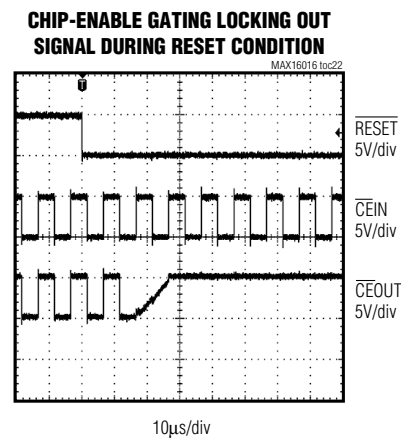 CHIP-ENABLE GATING LOCKING OUT
SIGNAL DURING RESET CONDITION
MAX16016 toc22
T
RESET
5V/div
CEIN
5V/div
CEOUT
5V/div
10μs/div